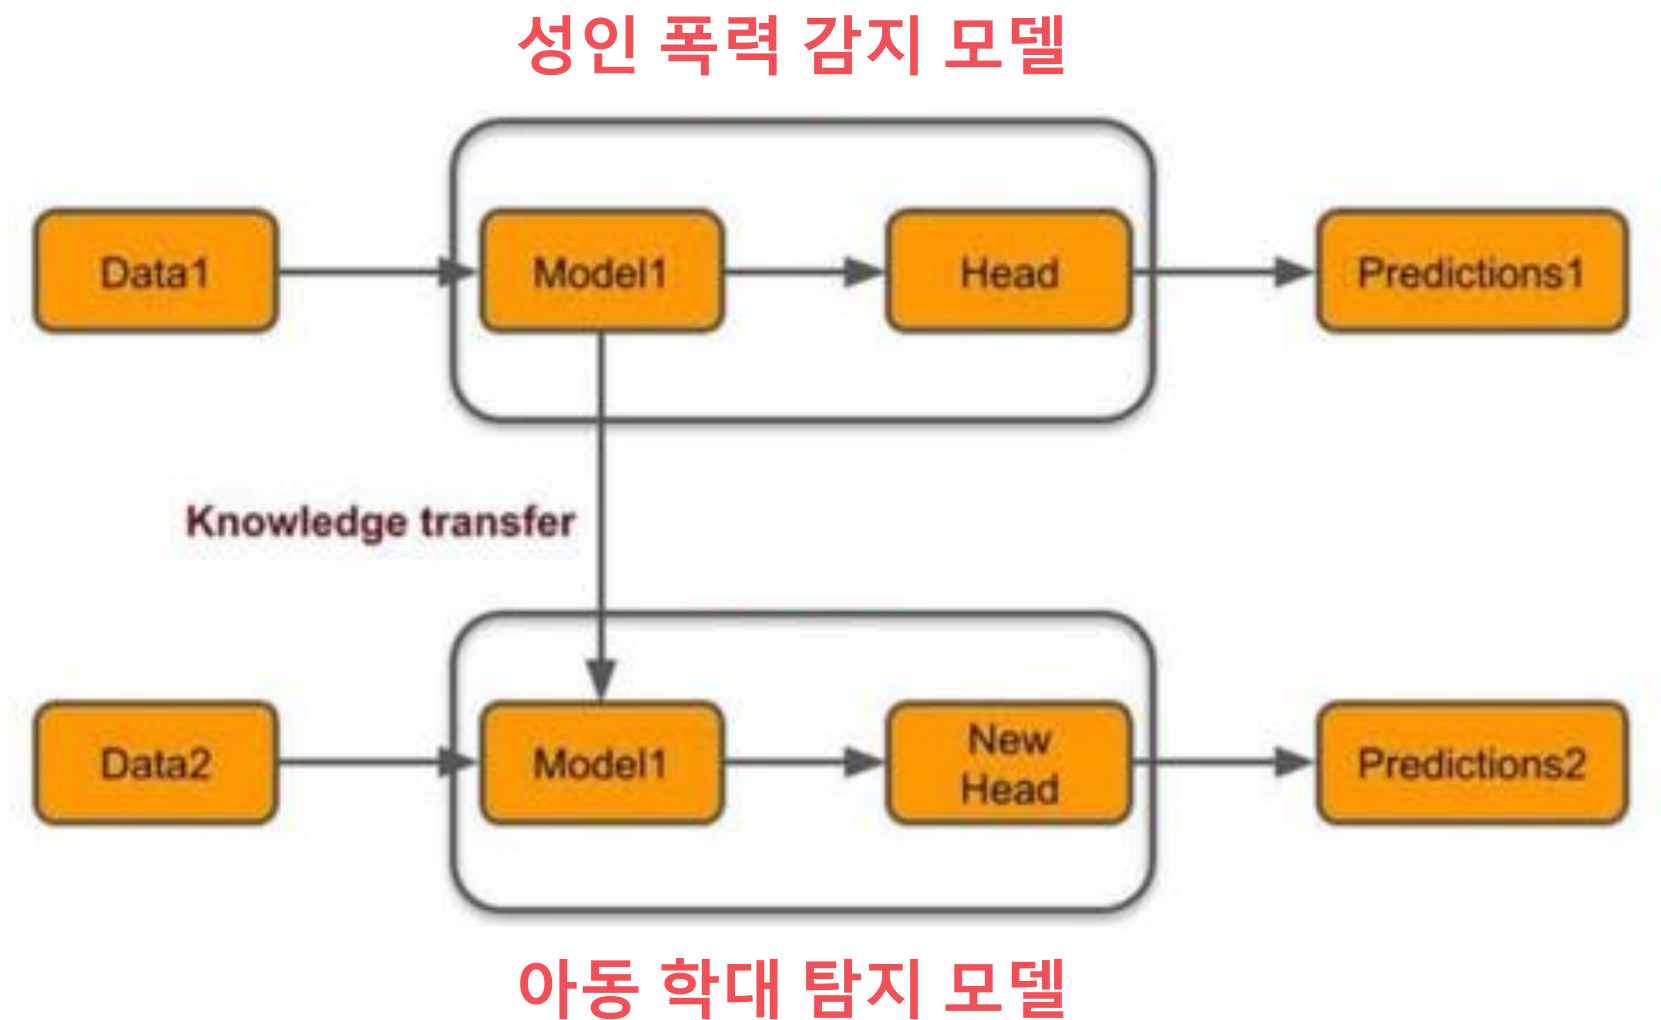 성인 폭력 감지 모델
Data1
Model1
Head
Predictions1
Knowledge transfer
Data2
Model1
New
Head
Predictions2
아동 학대 탐지 모델